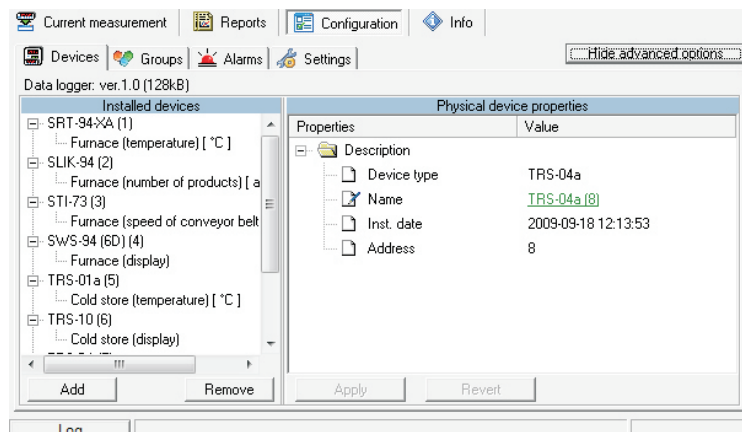 Current measurement Reports Configuration Info
Devices Groups Alarms Settings Hide advanced options
Data logger: ver.1.0 (128kB)
Installed devices
SRT-94-XA (1)
Furnace (temperature) [ °C ]
SLIK-94 (2)
Furnace (number of products) [ a
STI-73 (3)
Furnace (speed of conveyor belt
SWS-94 (6D) (4)
Furnace (display)
TRS-01a (5)
Cold store (temperature) [ °C ]
TRS-10 (6)
Cold store (display)
Add Remove
Physical device properties
Properties Value
Description
Device type TRS-04a
Name TRS-04a (8)
Inst. date 2009-09-18 12:13:53
Address 8
Apply Revert
Log